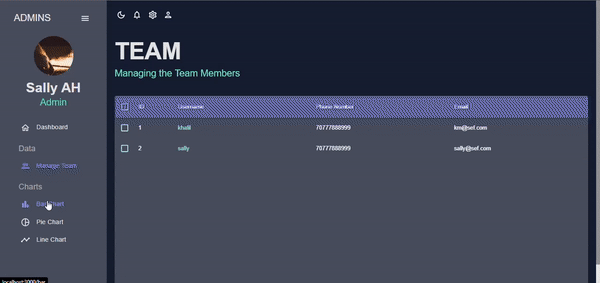 ADMINS
Sally AH
Admin
Dashboard
Data
Manage Team
Charts
Bar Chart
Pie Chart
Line Chart
TEAM
Managing the Team Members
ID Username Phone Number Email
1 khalil 70777888999 km@sef.com
2 sally 70777888999 sally@sef.com
localhost:3000/bar